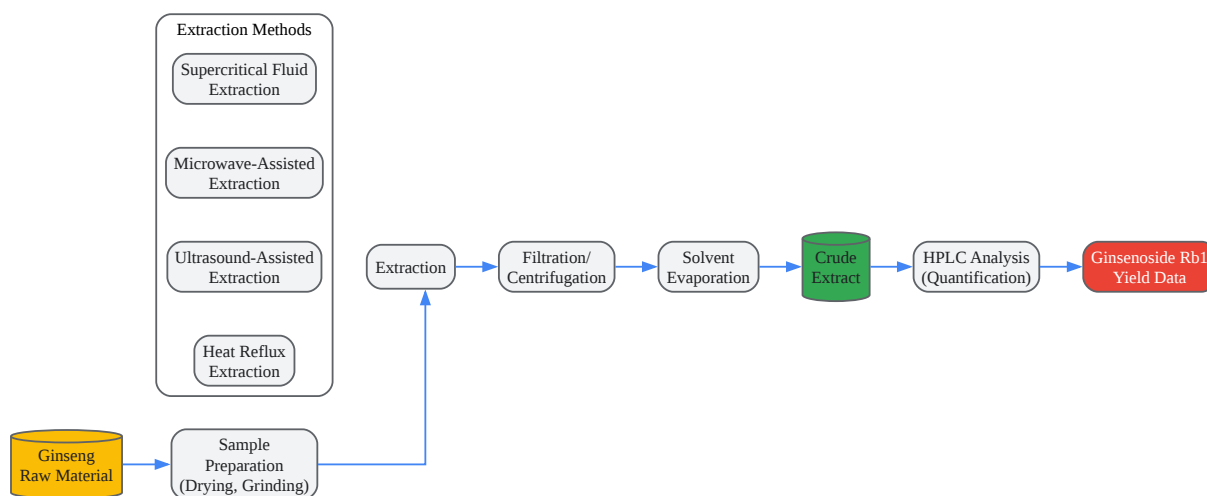 Extraction Methods
Supercritical Fluid
Extraction
Microwave-Assisted
Extraction
Ultrasound-Assisted
Extraction
Heat Reflux
Extraction
Ginseng
Raw Material
Sample
Preparation
(Drying, Grinding)
Extraction
Filtration/
Centrifugation
Solvent
Evaporation
Crude
Extract
HPLC Analysis
(Quantification)
Ginsenoside Rb1
Yield Data